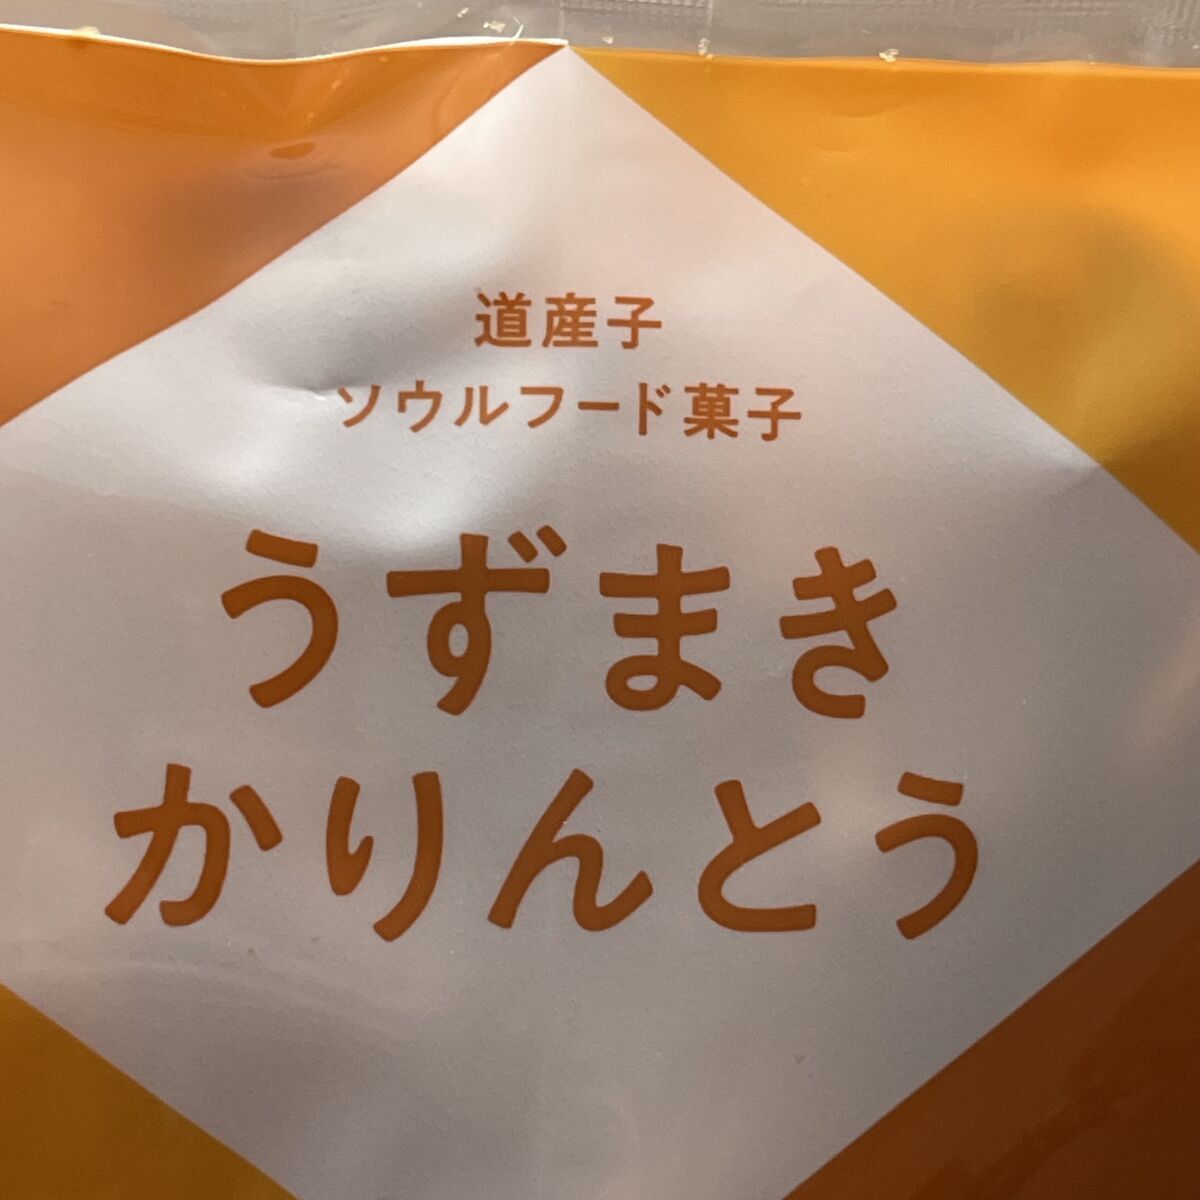 道産子
ソウルフード菓子
うずまき
かりんとう